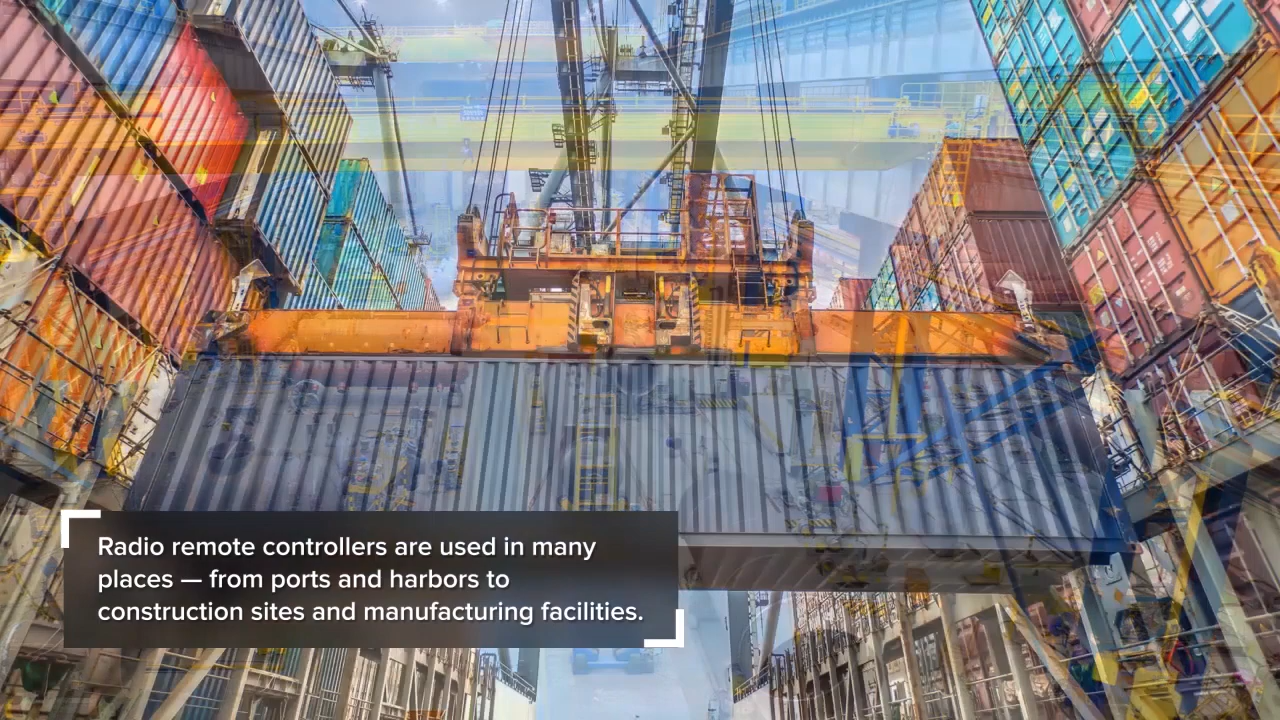 Radio remote controllers are used in many
places — from ports and harbors to
construction sites and manufacturing facilities.